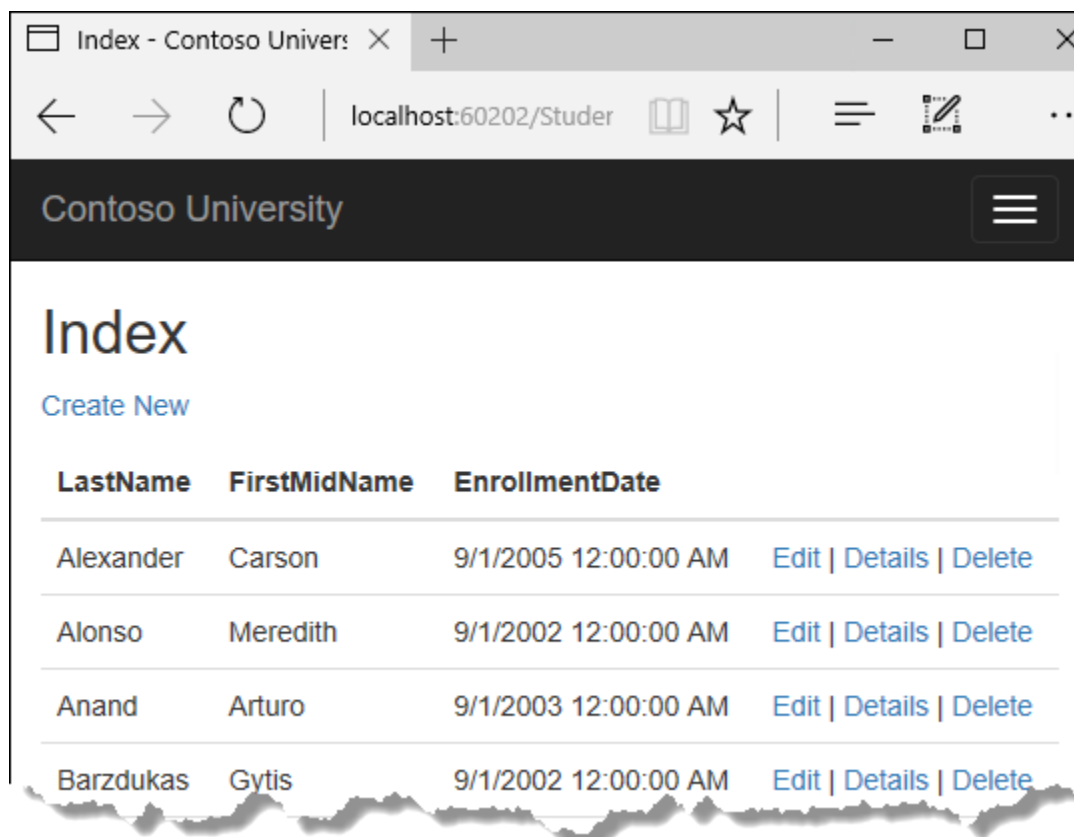 Index - Contoso Univers
localhost:60202/Studer
Contoso University
Index
Create New
LastName FirstMidName EnrollmentDate
Alexander Carson 9/1/2005 12:00:00 AM Edit | Details | Delete
Alonso Meredith 9/1/2002 12:00:00 AM Edit | Details | Delete
Anand Arturo 9/1/2003 12:00:00 AM Edit | Details | Delete
Barzdukas Gytis 9/1/2002 12:00:00 AM Edit | Details | Delete